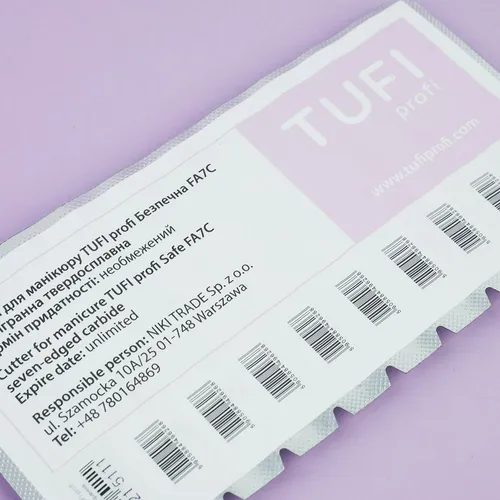 TUFI
profi
www.tufiprofi.com
для манікюру TUFI profi Безпечна FA7C
твердосплавна
придатності: необмежений
Cutter for manicure TUFI profi Safe FA7C
seven-edged carbide
Expire date: unlimited
Responsible person: NIKI TRADE Sp. z o.o.
ul. Szamocka 10A/25 01-748 Warszawa
Tel: +48 780164869